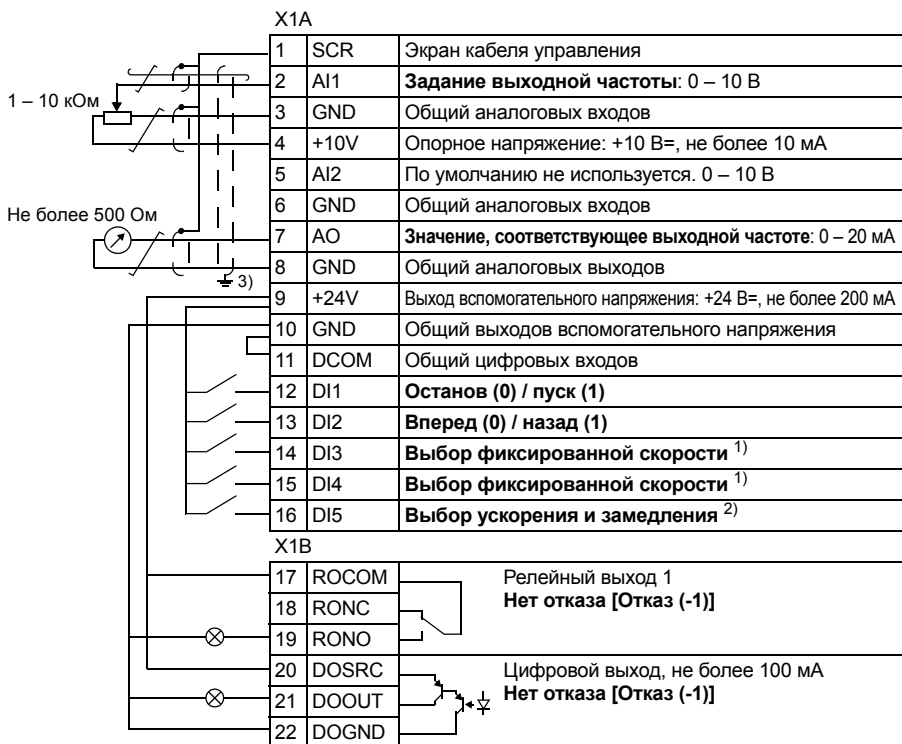 X1A
1 SCR Экран кабеля управления
2 AI1 Задание выходной частоты: 0 – 10 В
1 – 10 кОм
3 GND Общий аналоговых входов
4 +10V Опорное напряжение: +10 В=, не более 10 мА
5 AI2 По умолчанию не используется. 0 – 10 В
6 GND Общий аналоговых входов
Не более 500 Ом
7 AO Значение, соответствующее выходной частоте: 0 – 20 мА
8 GND Общий аналоговых выходов
3)
9 +24V Выход вспомогательного напряжения: +24 В=, не более 200 мА
10 GND Общий выходов вспомогательного напряжения
11 DCOM Общий цифровых входов
12 DI1 Останов (0) / пуск (1)
13 DI2 Вперед (0) / назад (1)
14 DI3 Выбор фиксированной скорости 1)
15 DI4 Выбор фиксированной скорости 1)
16 DI5 Выбор ускорения и замедления 2)
X1B
17 ROCOM Релейный выход 1
18 RONC Нет отказа [Отказ (-1)]
19 RONO
20 DOSRC Цифровой выход, не более 100 мА
21 DOOUT Нет отказа [Отказ (-1)]
22 DOGND